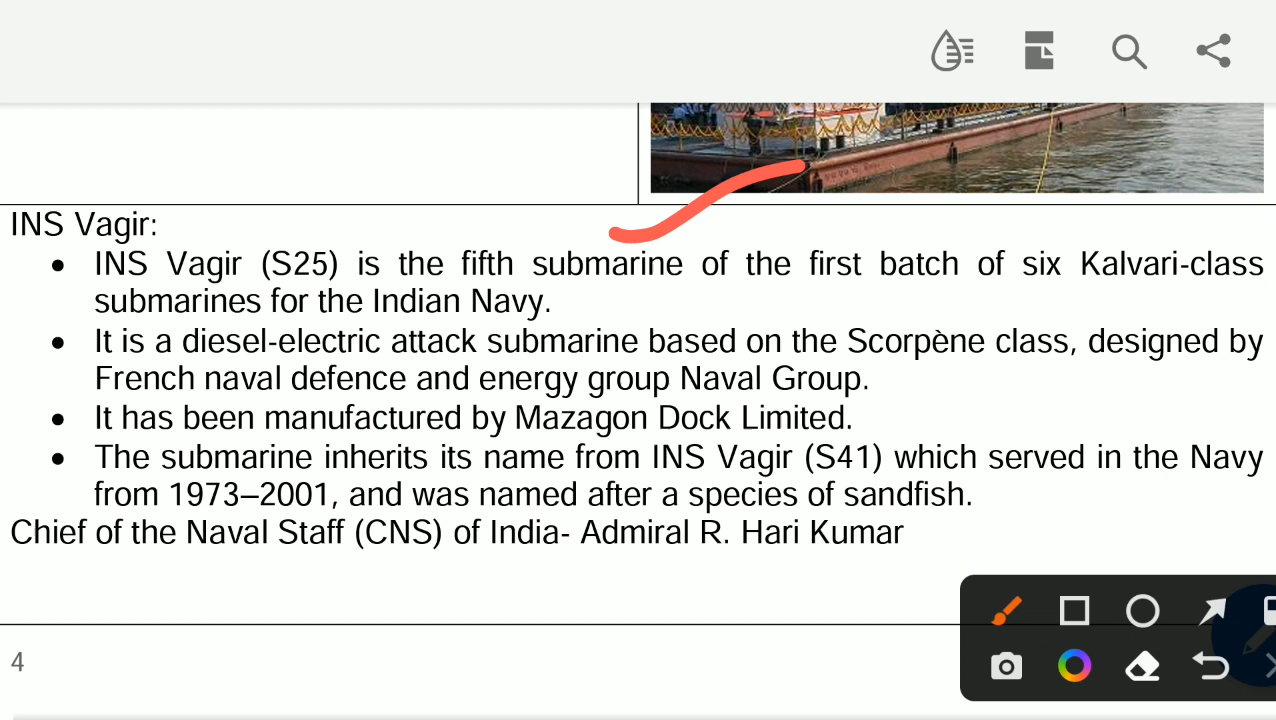 INS Vagir:
• INS Vagir (S25) is the fifth submarine of the first batch of six Kalvari-class
submarines for the Indian Navy.
• It is a diesel-electric attack submarine based on the Scorpène class, designed by
French naval defence and energy group Naval Group.
• It has been manufactured by Mazagon Dock Limited.
• The submarine inherits its name from INS Vagir (S41) which served in the Navy
from 1973–2001, and was named after a species of sandfish.
Chief of the Naval Staff (CNS) of India- Admiral R. Hari Kumar
4